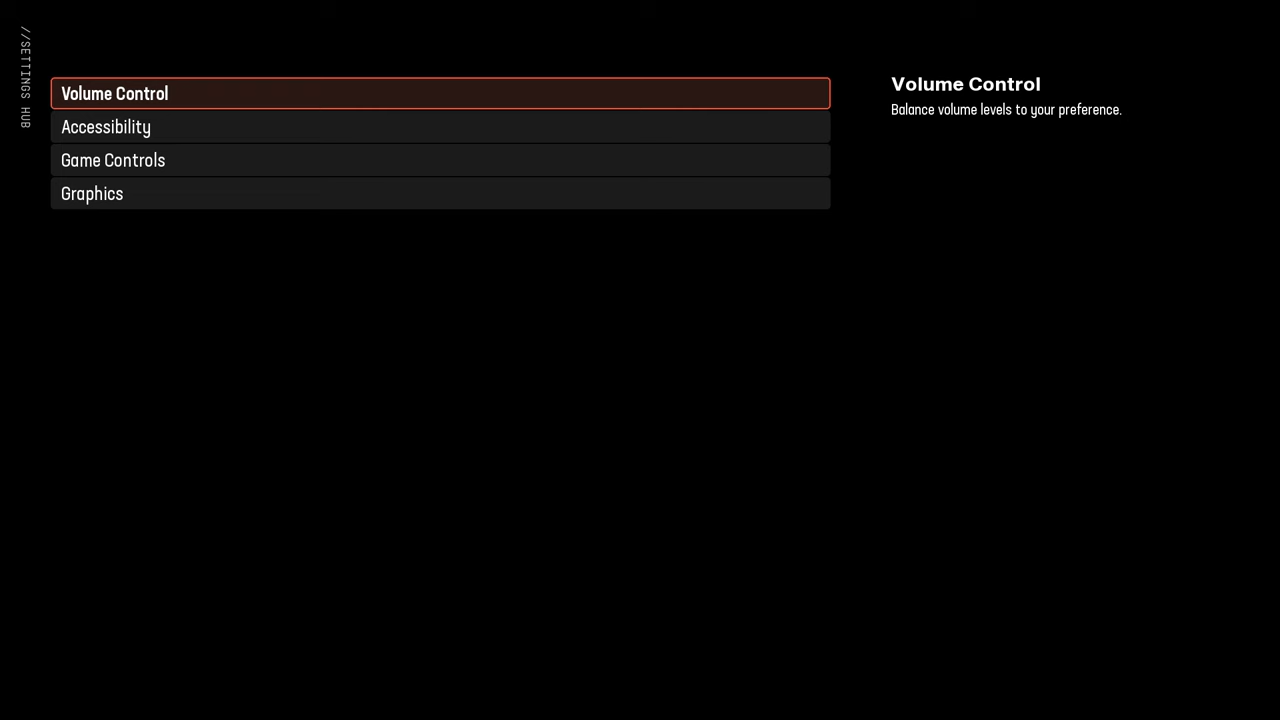 //SETTINGS HUB
Volume Control
Accessibility
Game Controls
Graphics
Volume Control
Balance volume levels to your preference.